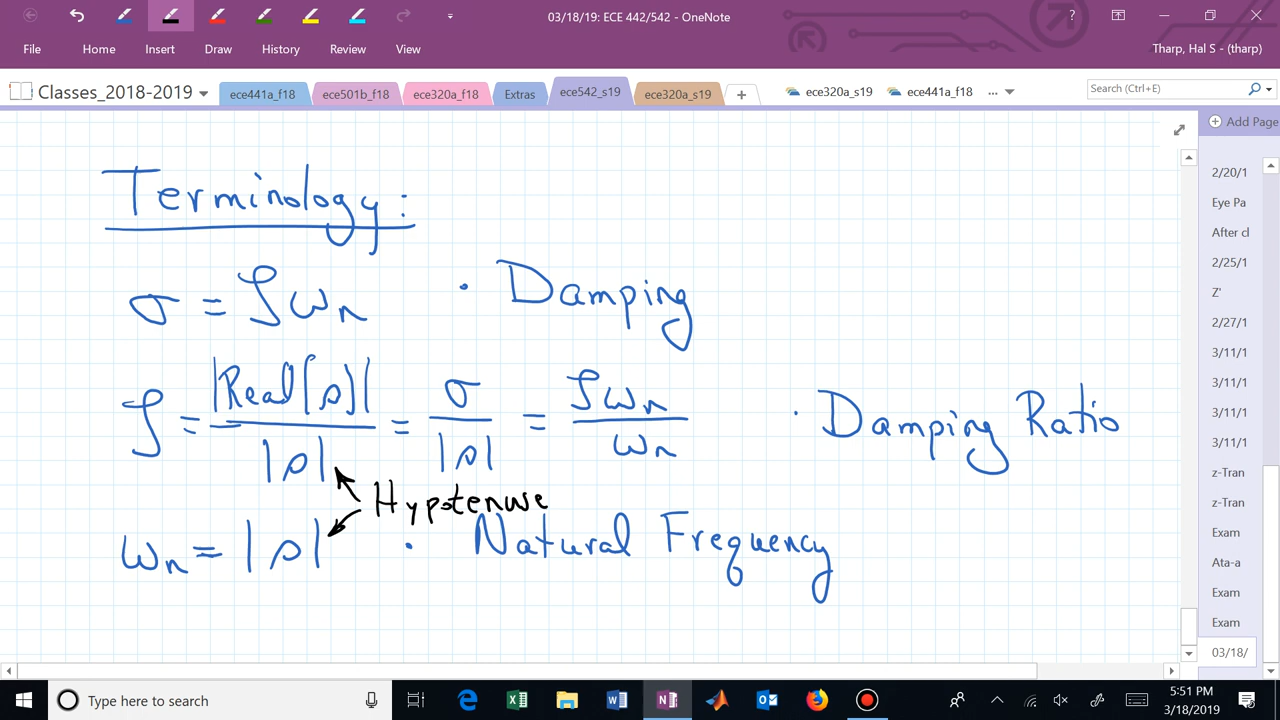 03/18/19: ECE 442/542 - OneNote
File Home Insert Draw History Review View
Tharp, Hal S - (tharp)
Classes_2018-2019
ece441a_f18 ece501b_f18 ece320a_f18 Extras ece542_s19 ece320a_s19 + ece320a_s19 ece441a_f18 ...
Search (Ctrl+E)
Add Page
Terminology:
σ = ζωn · Damping
ζ = |Real[s]| / |s| = σ / |s| = ζωn / ωn · Damping Ratio
Hypotenuse
ωn = |s| · Natural Frequency
2/20/1
Eye Pa
After cl
2/25/1
Z'
2/27/1
3/11/1
3/11/1
3/11/1
3/11/1
z-Tran
z-Tran
Exam
Ata-a
Exam
Exam
03/18/
Type here to search
5:51 PM
3/18/2019